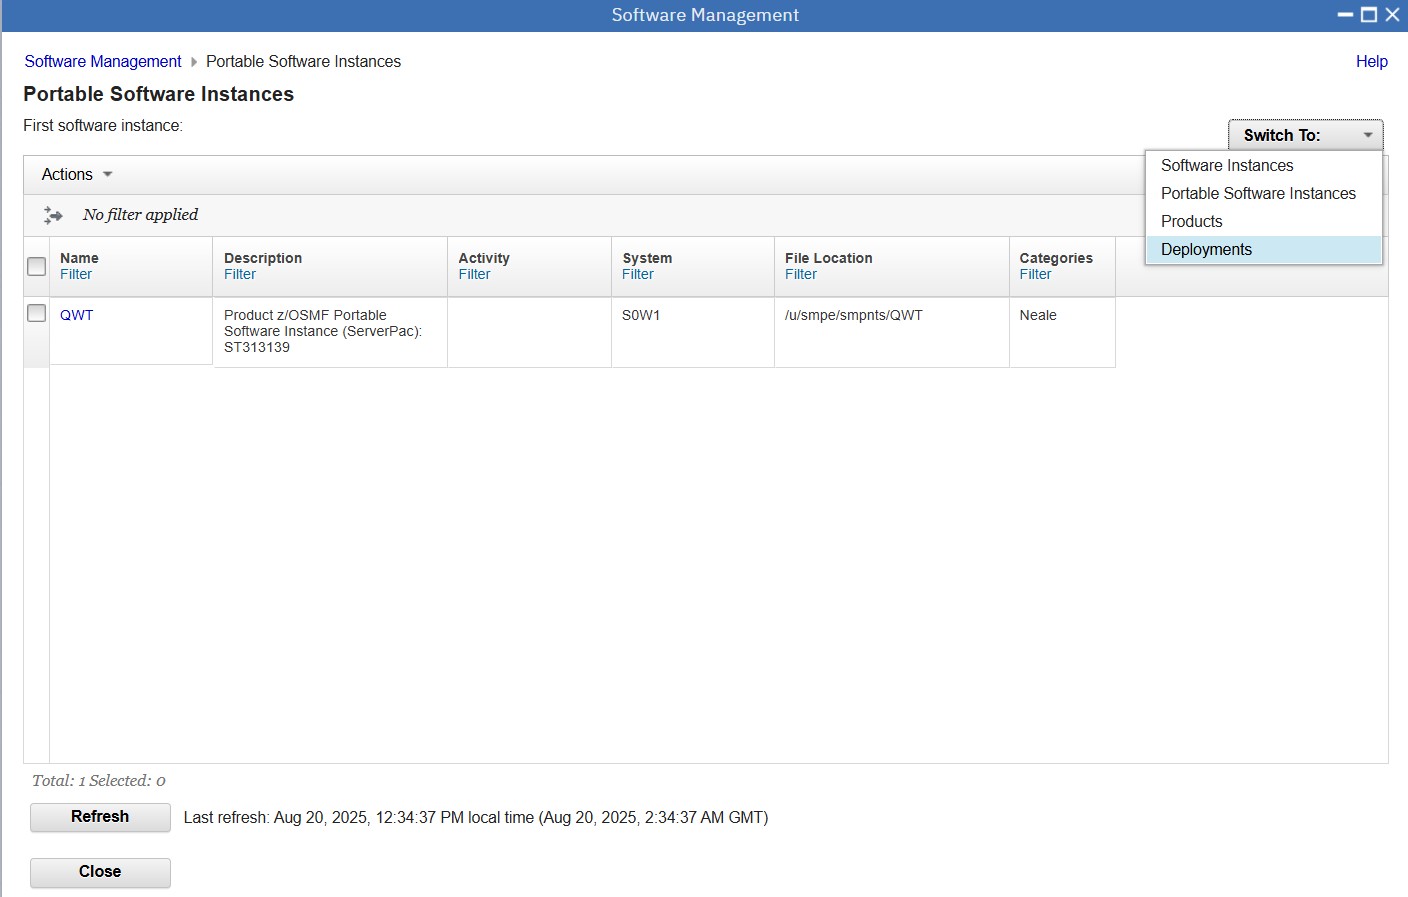 Software Management
Software Management Portable Software Instances
Help
Portable Software Instances
First software instance:
Switch To:
Software Instances
Portable Software Instances
Products
Deployments
Actions
No filter applied
Name
Filter
Description
Filter
Activity
Filter
System
Filter
File Location
Filter
Categories
Filter
QWT
Product z/OSMF Portable
Software Instance (ServerPac):
ST313139
S0W1
/u/smpe/smpnts/QWT
Neale
Total: 1 Selected: 0
Refresh
Last refresh: Aug 20, 2025, 12:34:37 PM local time (Aug 20, 2025, 2:34:37 AM GMT)
Close